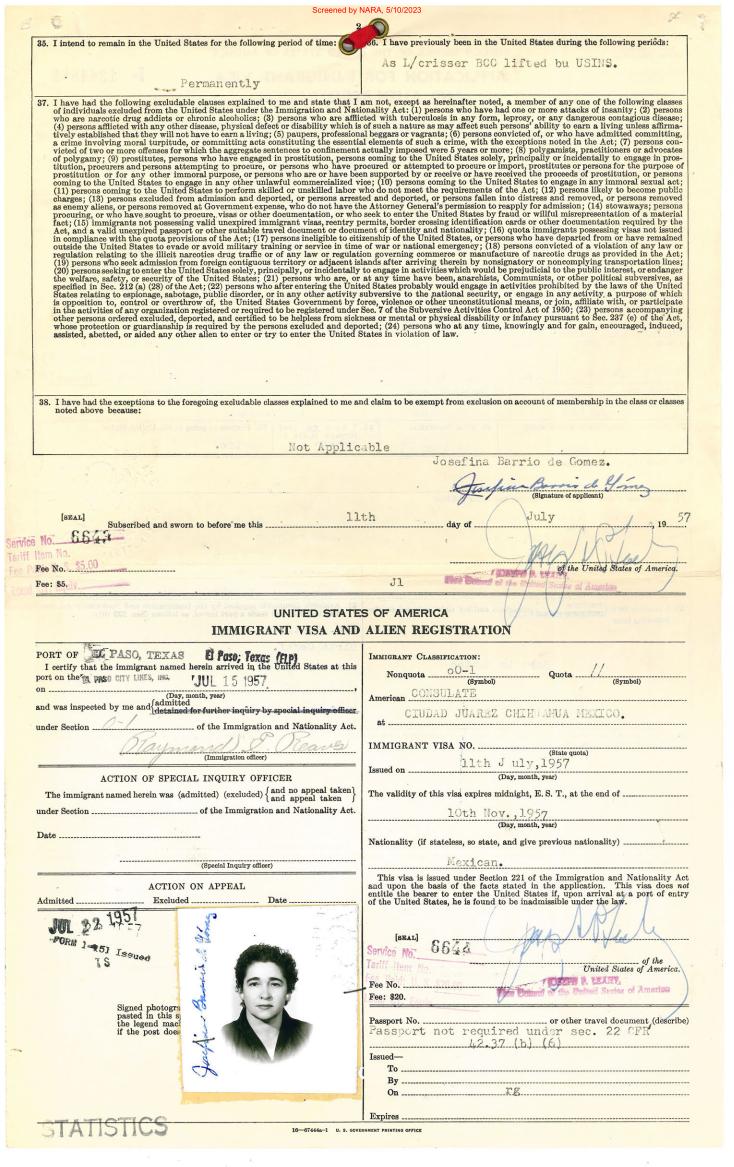 Screened by NARA, 5/10/2023
2
35. I intend to remain in the United States for the following period of time:
Permanently
36. I have previously been in the United States during the following periods:
As L/crisser BCC lifted bu USINS.
37. I have had the following excludable clauses explained to me and state that I am not, except as hereinafter noted, a member of any one of the following classes
of individuals excluded from the United States under the Immigration and Nationality Act: (1) persons who have had one or more attacks of insanity; (2) persons
who are narcotic drug addicts or chronic alcoholics; (3) persons who are afflicted with tuberculosis in any form, leprosy, or any dangerous contagious disease;
(4) persons afflicted with other disease, physical defect or disability which is of such a nature as may affect such persons' ability to earn a living unless affirma-
tively established that they will not have to earn a living; (5) paupers, professional beggars or vagrants; (6) persons convicted of, or who have admitted committing,
a crime involving moral turpitude, or committing acts constituting the essential elements of such a crime, with the exceptions noted in the Act; (7) persons con-
victed of two or more offenses for which the aggregate sentences to confinement actually imposed were 5 years or more; (8) polygamists, practitioners or advocates
of polygamy; (9) prostitutes, persons who have engaged in prostitution, persons coming to the United States solely, principally or incidentally to engage in pros-
titution, procurers and persons attempting to procure, or persons who have procured or attempted to procure or import, prostitutes or persons for the purpose of
prostitution or for any other immoral purpose, or persons who are or have been supported by or receive or have received the proceeds of prostitution, or persons
coming to the United States to engage in any other unlawful commercialized vice; (10) persons coming to the United States to engage in any immoral sexual act;
(11) persons coming to the United States to perform skilled or unskilled labor who do not meet the requirements of the Act; (12) persons likely to become public
charges; (13) persons excluded from admission and deported, or persons arrested and deported, or persons fallen into distress and removed, or persons removed
as enemy aliens, or persons removed at Government expense, who do not have the Attorney General's permission to reapply for admission; (14) stowaways; persons
procuring, or who have sought to procure, visas or other documentation, or who seek to enter the United States by fraud or willful misrepresentation of a material
fact; (15) immigrants not possessing valid unexpired immigrant visas, reentry permits, border crossing identification cards or other documentation required by the
Act, and a valid unexpired passport or other suitable travel document or document of identity and nationality; (16) quota immigrants possessing visas not issued
in compliance with the quota provisions of the Act; (17) persons ineligible to citizenship of the United States, or persons who have departed from or have remained
outside the United States to evade or avoid military training or service in time of war or national emergency; (18) persons convicted of a violation of any law or
regulation relating to the illicit narcotics drug traffic or of any law or regulation governing commerce or manufacture of narcotic drugs as provided in the Act;
(19) persons who seek admission from foreign contiguous territory or adjacent islands after arriving therein by nonsignatory or noncomplying transportation lines;
(20) persons seeking to enter the United States solely, principally, or incidentally to engage in activities which would be prejudicial to the public interest, or endanger
the welfare, safety, or security of the United States; (21) persons who are, or at any time have been, anarchists, Communists, or other political subversives, as
specified in Sec. 212 (a) (28) of the Act; (22) persons who after entering the United States probably would engage in activities prohibited by the laws of the United
States relating to espionage, sabotage, public disorder, or in any other activity subversive to the national security, or engage in any activity, a purpose of which
is opposition to, control or overthrow of, the United States Government by force, violence or other unconstitutional means, or join, affiliate with, or participate
in the activities of any organization registered or required to be registered under Sec. 7 of the Subversive Activities Control Act of 1950; (23) persons accompanying
other persons ordered excluded, deported, and certified to be helpless from sickness or mental or physical disability or infancy pursuant to Sec. 237 (e) of the Act,
whose protection or guardianship is required by the persons excluded and deported; (24) persons who at any time, knowingly and for gain, encouraged, induced,
assisted, abetted, or aided any other alien to enter or try to enter the United States in violation of law.
38. I have had the exceptions to the foregoing excludable classes explained to me and claim to be exempt from exclusion on account of membership in the class or classes
noted above because:
Not Applicable
Josefina Barrio de Gomez.
Josefina Barrio de Gómez
(Signature of applicant)
[SEAL]
Subscribed and sworn to before me this 11th day of July 19 57
Service No. 6643
Tariff Item No.
Fee $5.00
Fee No.
of the United States of America.
JOSEPH P. LEAHY
Vice Consul of the United States of America
Fee: $5.
J1
UNITED STATES OF AMERICA
IMMIGRANT VISA AND ALIEN REGISTRATION
PORT OF EL PASO, TEXAS El Paso, Texas (ELP)
I certify that the immigrant named herein arrived in the United States at this
port on the EL PASO CITY LINES, INC.
on JUL 15 1957
(Day, month, year)
and was inspected by me and {admitted
{detained for further inquiry by special inquiry officer
under Section 0-1 of the Immigration and Nationality Act.
Raymond E. Reaves
(Immigration officer)
ACTION OF SPECIAL INQUIRY OFFICER
The immigrant named herein was (admitted) (excluded) {and no appeal taken}
{and appeal taken}
under Section of the Immigration and Nationality Act.
Date
(Special Inquiry officer)
ACTION ON APPEAL
Admitted Excluded Date
JUL 22 1957
FORM I-151 Issued
TS
Signed photogra
pasted in this s
the legend mac
if the post does
Josefina Barrio de Gómez
STATISTICS
IMMIGRANT CLASSIFICATION:
Nonquota o0-1 Quota //
(Symbol) (Symbol)
American CONSULATE
at CIUDAD JUAREZ CHIHUAHUA MEXICO.
IMMIGRANT VISA NO.
(State quota)
Issued on 11th J uly,1957
(Day, month, year)
The validity of this visa expires midnight, E. S. T., at the end of
10th Nov.,1957
(Day, month, year)
Nationality (if stateless, so state, and give previous nationality)
Mexican.
This visa is issued under Section 221 of the Immigration and Nationality Act
and upon the basis of the facts stated in the application. This visa does not
entitle the bearer to enter the United States if, upon arrival at a port of entry
of the United States, he is found to be inadmissible under the law.
[SEAL]
Service No. 6644
Tariff Item No.
of the
United States of America.
Fee No.
JOSEPH P. LEAHY,
Vice Consul of the United States of America
Fee: $20.
Passport No. or other travel document (describe)
Passport not required under sec. 22 CFR
42.37 (b) (6)
Issued—
To
By
On rg
Expires
16—67444a-1 U. S. GOVERNMENT PRINTING OFFICE